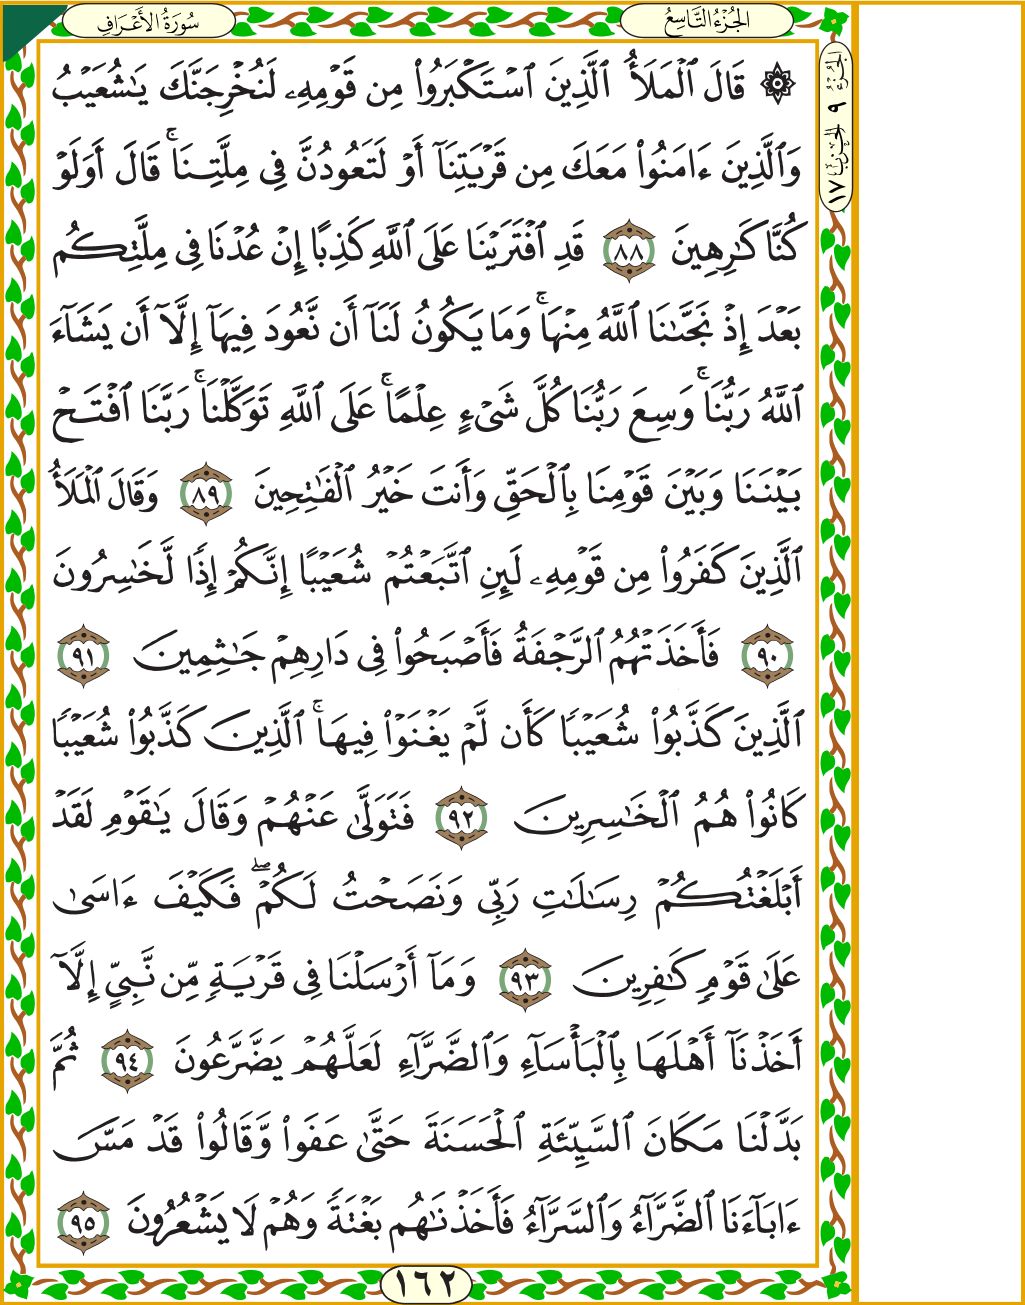 الجُزْءُ التَّاسِعُ
سُورَةُ الأَعْرَافِ
۞ قَالَ ٱلْمَلَأُ ٱلَّذِينَ ٱسْتَكْبَرُوا۟ مِن قَوْمِهِۦ لَنُخْرِجَنَّكَ يَـٰشُعَيْبُ
وَٱلَّذِينَ ءَامَنُوا۟ مَعَكَ مِن قَرْيَتِنَآ أَوْ لَتَعُودُنَّ فِى مِلَّتِنَا ۚ قَالَ أَوَلَوْ
كُنَّا كَـٰرِهِينَ ٨٨ قَدِ ٱفْتَرَيْنَا عَلَى ٱللَّهِ كَذِبًا إِنْ عُدْنَا فِى مِلَّتِكُم
بَعْدَ إِذْ نَجَّىٰنَا ٱللَّهُ مِنْهَا ۚ وَمَا يَكُونُ لَنَآ أَن نَّعُودَ فِيهَآ إِلَّآ أَن يَشَآءَ
ٱللَّهُ رَبُّنَا ۚ وَسِعَ رَبُّنَا كُلَّ شَىْءٍ عِلْمًا ۚ عَلَى ٱللَّهِ تَوَكَّلْنَا ۚ رَبَّنَا ٱفْتَحْ
بَيْنَنَا وَبَيْنَ قَوْمِنَا بِٱلْحَقِّ وَأَنتَ خَيْرُ ٱلْفَـٰتِحِينَ ٨٩ وَقَالَ ٱلْمَلَأُ
ٱلَّذِينَ كَفَرُوا۟ مِن قَوْمِهِۦ لَئِنِ ٱتَّبَعْتُمْ شُعَيْبًا إِنَّكُمْ إِذًا لَّخَـٰسِرُونَ
٩٠ فَأَخَذَتْهُمُ ٱلرَّجْفَةُ فَأَصْبَحُوا۟ فِى دَارِهِمْ جَـٰثِمِينَ ٩١
ٱلَّذِينَ كَذَّبُوا۟ شُعَيْبًا كَأَن لَّمْ يَغْنَوْا۟ فِيهَا ۚ ٱلَّذِينَ كَذَّبُوا۟ شُعَيْبًا
كَانُوا۟ هُمُ ٱلْخَـٰسِرِينَ ٩٢ فَتَوَلَّىٰ عَنْهُمْ وَقَالَ يَـٰقَوْمِ لَقَدْ
أَبْلَغْتُكُمْ رِسَـٰلَـٰتِ رَبِّى وَنَصَحْتُ لَكُمْ ۖ فَكَيْفَ ءَاسَىٰ
عَلَىٰ قَوْمٍ كَـٰفِرِينَ ٩٣ وَمَآ أَرْسَلْنَا فِى قَرْيَةٍ مِّن نَّبِىٍّ إِلَّآ
أَخَذْنَآ أَهْلَهَا بِٱلْبَأْسَآءِ وَٱلضَّرَّآءِ لَعَلَّهُمْ يَضَّرَّعُونَ ٩٤ ثُمَّ
بَدَّلْنَا مَكَانَ ٱلسَّيِّئَةِ ٱلْحَسَنَةَ حَتَّىٰ عَفَوا۟ وَّقَالُوا۟ قَدْ مَسَّ
ءَابَآءَنَا ٱلضَّرَّآءُ وَٱلسَّرَّآءُ فَأَخَذْنَـٰهُم بَغْتَةً وَهُمْ لَا يَشْعُرُونَ ٩٥
الجزء ٩ الحزب ١٧
١٦٢